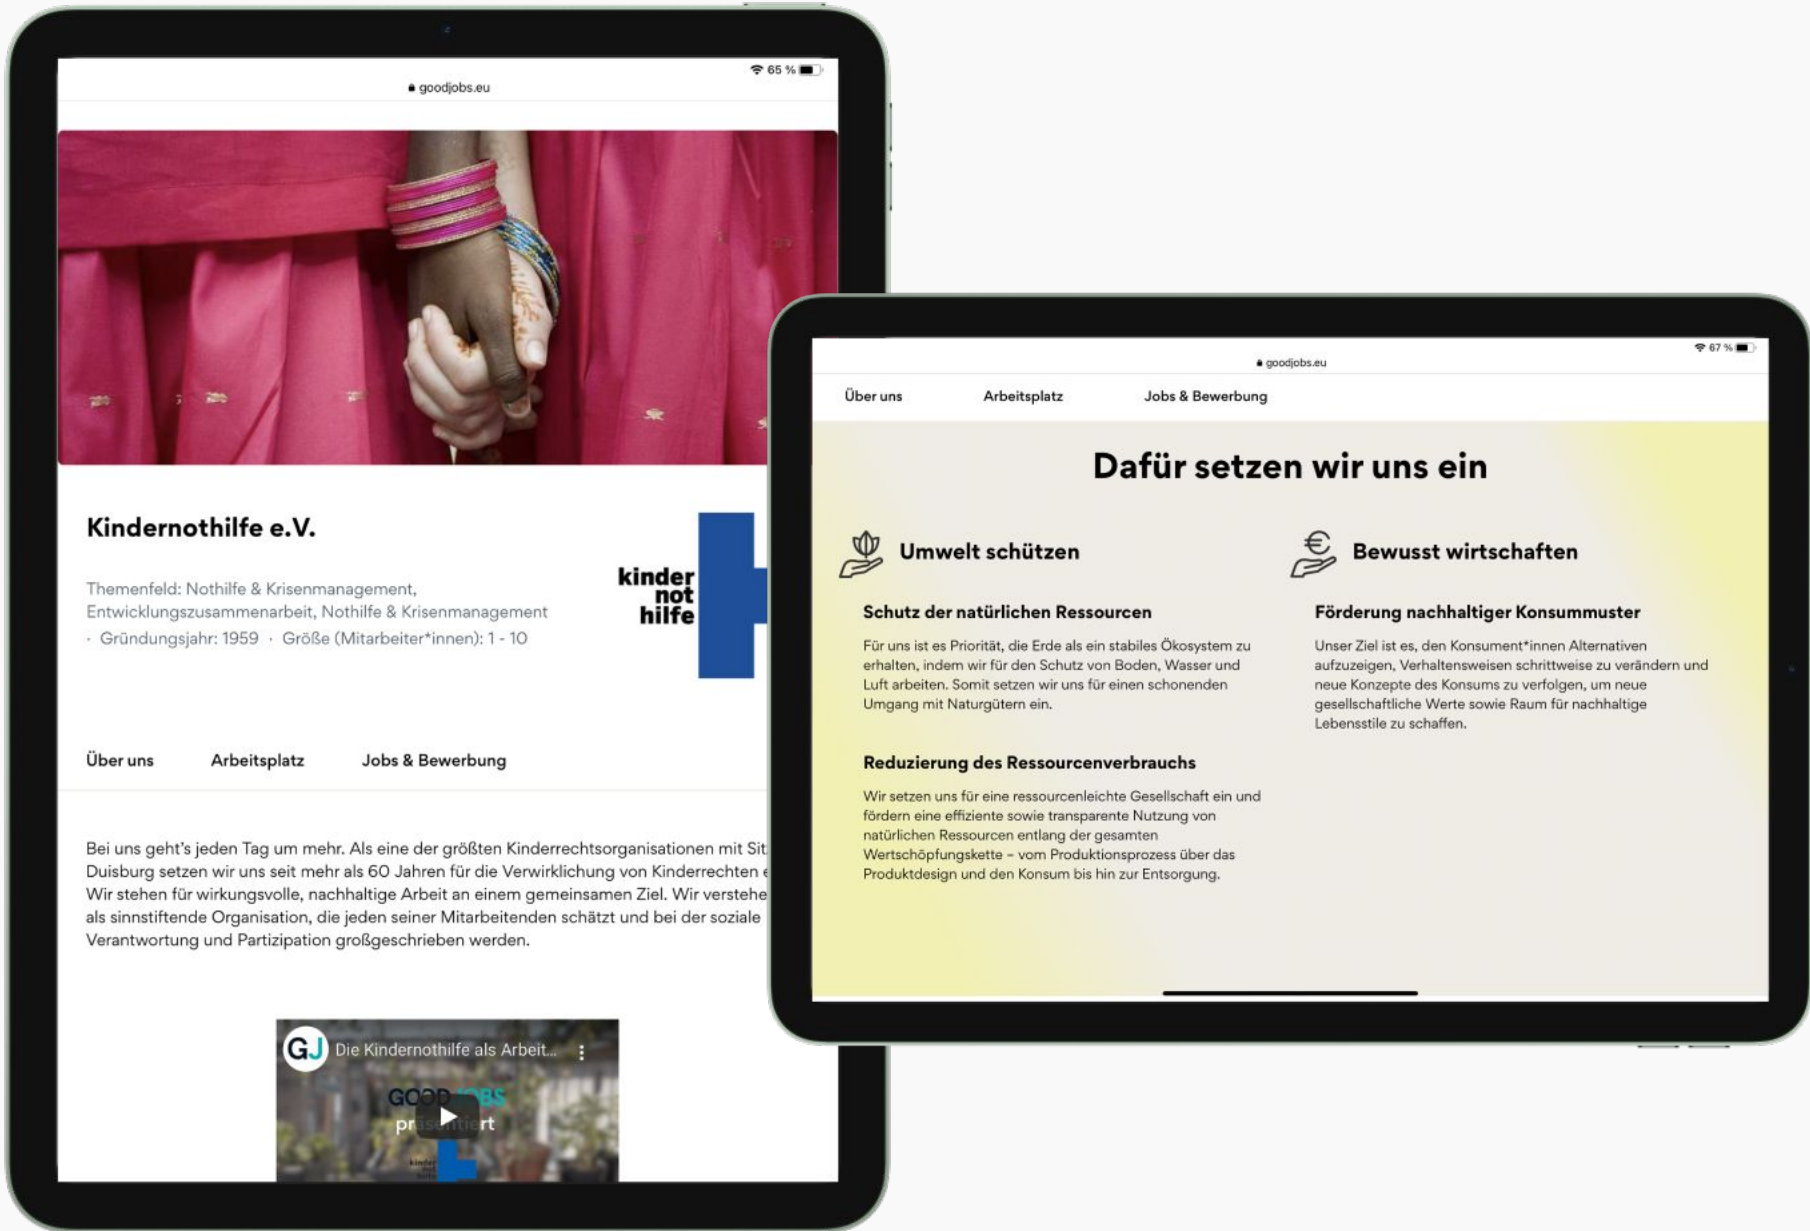 65 %
goodjobs.eu
Kindernothilfe e.V.
Themenfeld: Nothilfe & Krisenmanagement,
Entwicklungszusammenarbeit, Nothilfe & Krisenmanagement
· Gründungsjahr: 1959 · Größe (Mitarbeiter*innen): 1 - 10
kinder
not
hilfe
Über uns Arbeitsplatz Jobs & Bewerbung
Bei uns geht's jeden Tag um mehr. Als eine der größten Kinderrechtsorganisationen mit
Duisburg setzen wir uns seit mehr als 60 Jahren für die Verwirklichung von Kinderrechten
Wir stehen für wirkungsvolle, nachhaltige Arbeit an einem gemeinsamen Ziel. Wir
als sinnstiftende Organisation, die jeden seiner Mitarbeitenden schätzt und bei der soziale
Verantwortung und Partizipation großgeschrieben werden.
GJ Die Kindernothilfe als Arbeit...
GOOD JOBS
präsentiert
kinder
not
hilfe
67 %
goodjobs.eu
Über uns Arbeitsplatz Jobs & Bewerbung
Dafür setzen wir uns ein
Umwelt schützen
Schutz der natürlichen Ressourcen
Für uns ist es Priorität, die Erde als ein stabiles Ökosystem zu
erhalten, indem wir für den Schutz von Boden, Wasser und
Luft arbeiten. Somit setzen wir uns für einen schonenden
Umgang mit Naturgütern ein.
Reduzierung des Ressourcenverbrauchs
Wir setzen uns für eine ressourcenleichte Gesellschaft ein und
fördern eine effiziente sowie transparente Nutzung von
natürlichen Ressourcen entlang der gesamten
Wertschöpfungskette – vom Produktionsprozess über das
Produktdesign und den Konsum bis hin zur Entsorgung.
Bewusst wirtschaften
Förderung nachhaltiger Konsummuster
Unser Ziel ist es, den Konsument*innen Alternativen
aufzuzeigen, Verhaltensweisen schrittweise zu verändern und
neue Konzepte des Konsums zu verfolgen, um neue
gesellschaftliche Werte sowie Raum für nachhaltige
Lebensstile zu schaffen.